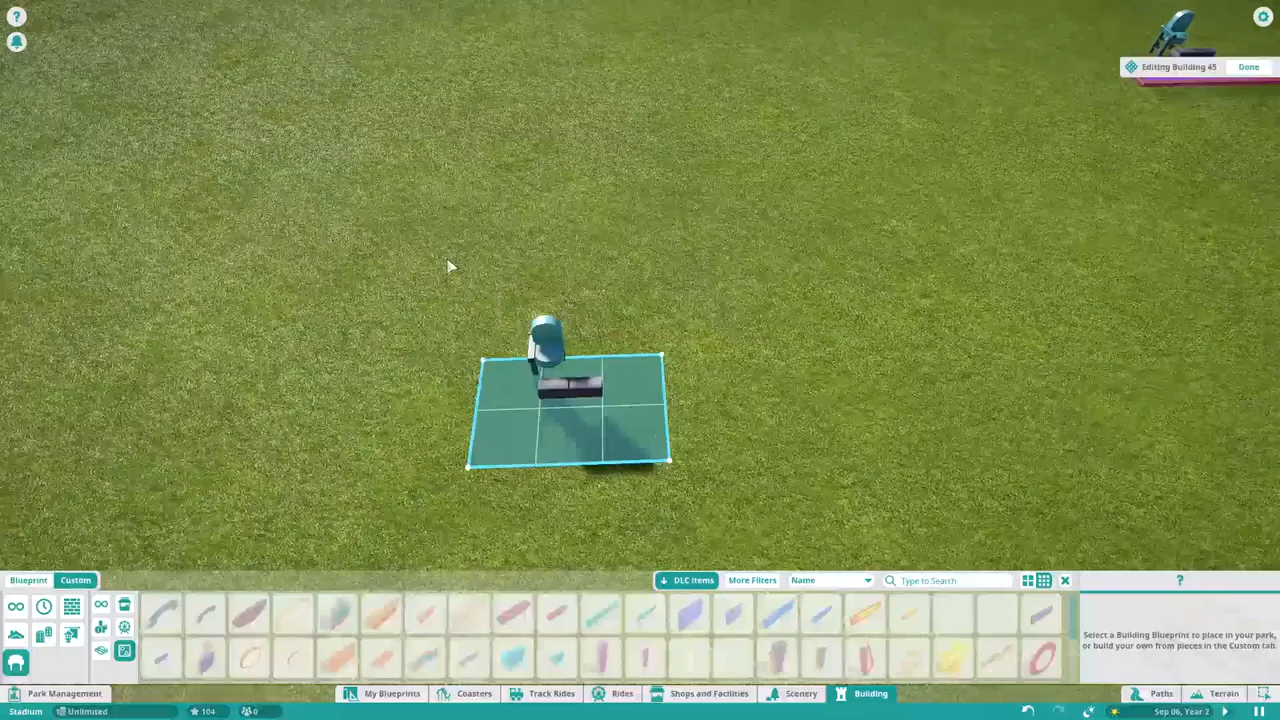 ?
Editing Building 45 Done
Blueprint Custom DLC Items More Filters Name Type to Search ?
Select a Building Blueprint to place in your park,
or build your own from pieces in the Custom tab.
Park Management My Blueprints Coasters Track Rides Rides Shops and Facilities Scenery Building Paths Terrain
Stadium Unlimited 104 0 Sep 06, Year 2